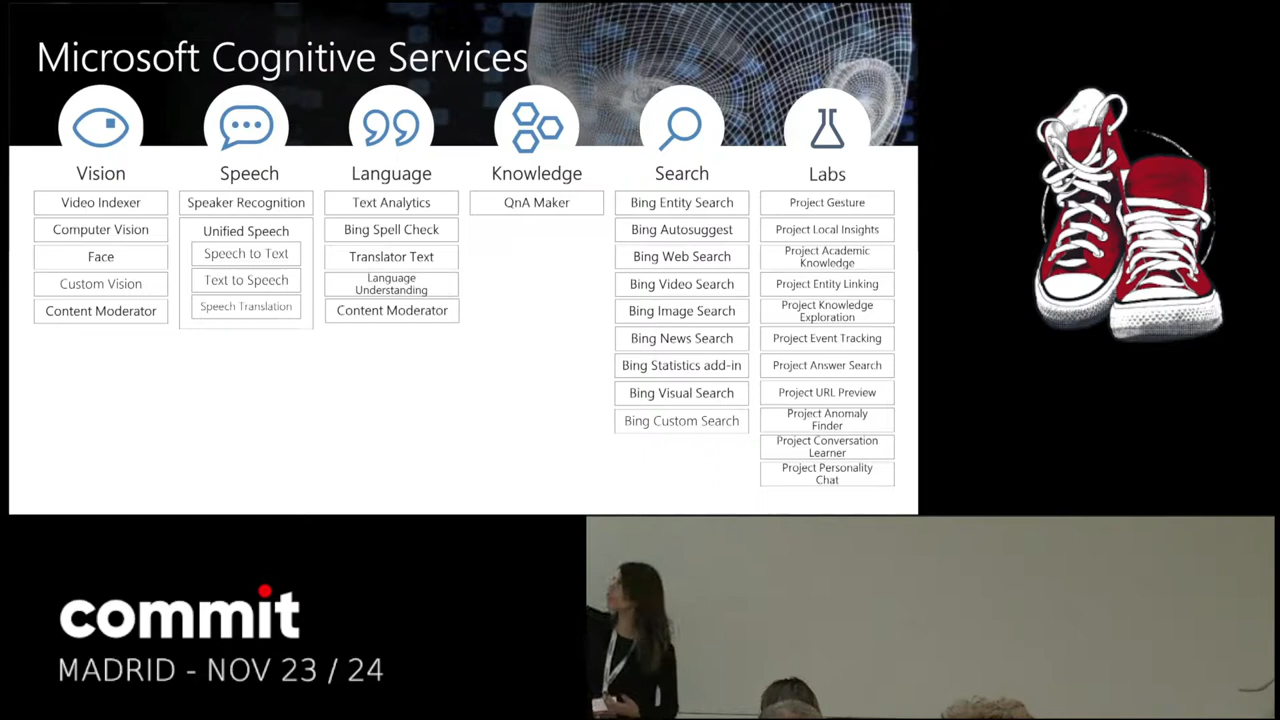 Microsoft Cognitive Services
Vision
Video Indexer
Computer Vision
Face
Custom Vision
Content Moderator
Speech
Speaker Recognition
Unified Speech
Speech to Text
Text to Speech
Speech Translation
Language
Text Analytics
Bing Spell Check
Translator Text
Language
Understanding
Content Moderator
Knowledge
QnA Maker
Search
Bing Entity Search
Bing Autosuggest
Bing Web Search
Bing Video Search
Bing Image Search
Bing News Search
Bing Statistics add-in
Bing Visual Search
Bing Custom Search
Labs
Project Gesture
Project Local Insights
Project Academic
Knowledge
Project Entity Linking
Project Knowledge
Exploration
Project Event Tracking
Project Answer Search
Project URL Preview
Project Anomaly
Finder
Project Conversation
Learner
Project Personality
Chat
commit
MADRID - NOV 23 / 24